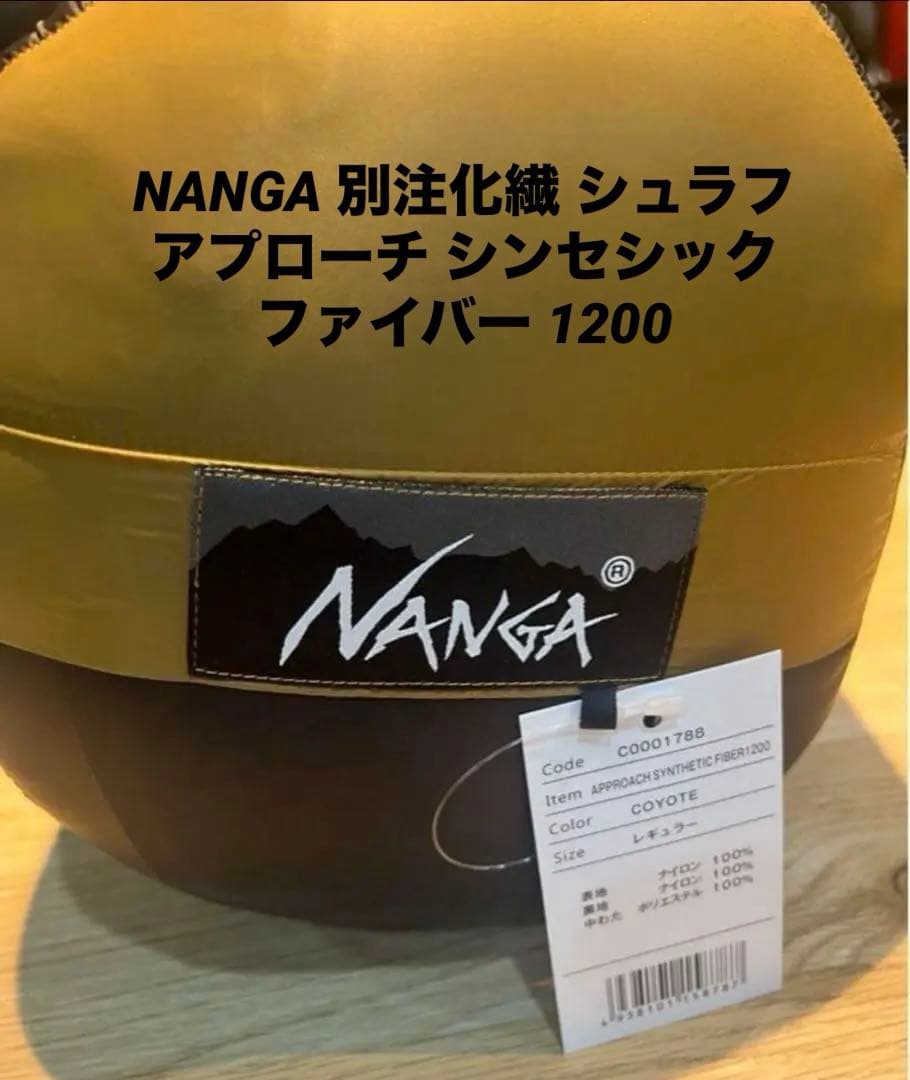 NANGA 別注化繊 シュラフ
アプローチ シンセシック
ファイバー 1200
NANGA®
Code C0001788
Item APPROACH SYNTHETIC FIBER1200
Color COYOTE
Size レギュラー
表地 ナイロン 100%
裏地 ナイロン 100%
中わた ポリエステル 100%